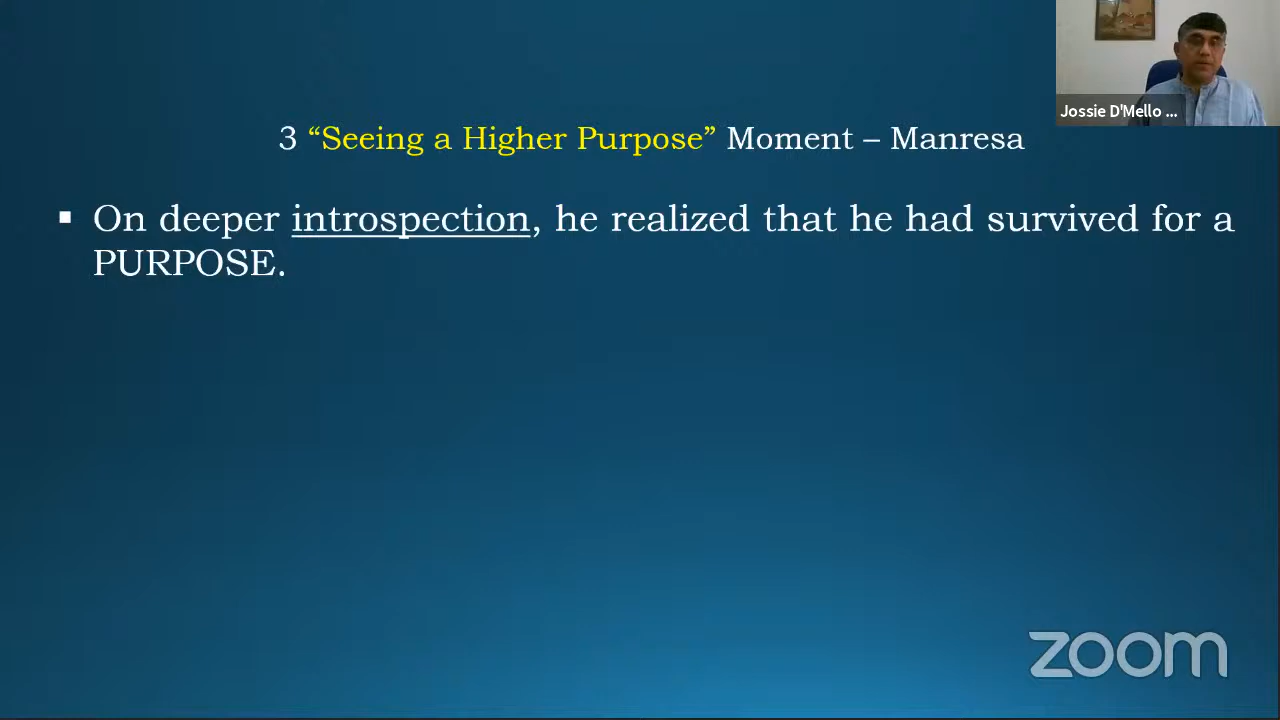 Jossie D'Mello ...
3 “Seeing a Higher Purpose” Moment – Manresa
▪ On deeper introspection, he realized that he had survived for a
PURPOSE.
zoom